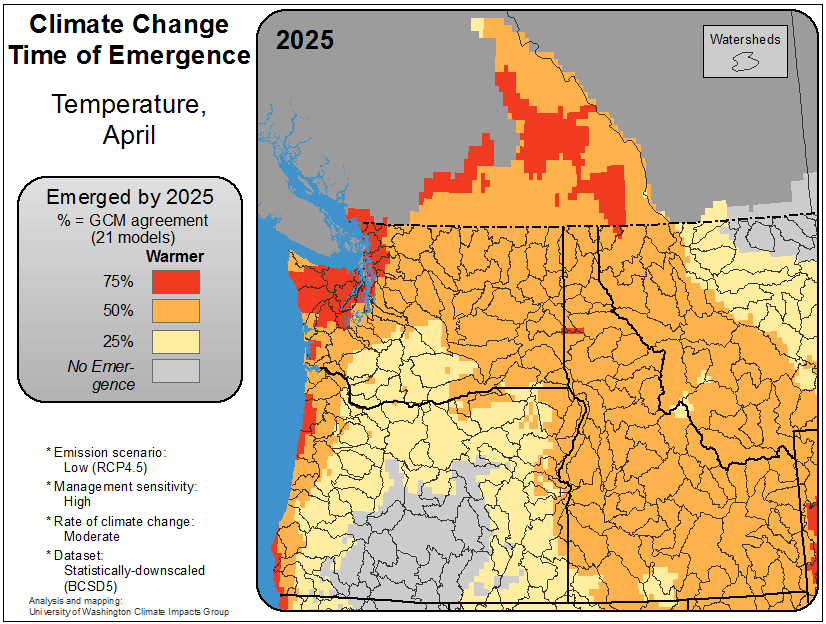 Climate Change
Time of Emergence
Temperature,
April
Emerged by 2025
% = GCM agreement
(21 models)
Warmer
75%
50%
25%
No Emer-
gence
* Emission scenario:
Low (RCP4.5)
* Management sensitivity:
High
* Rate of climate change:
Moderate
* Dataset:
Statistically-downscaled
(BCSD5)
Analysis and mapping:
University of Washington Climate Impacts Group
2025
Watersheds